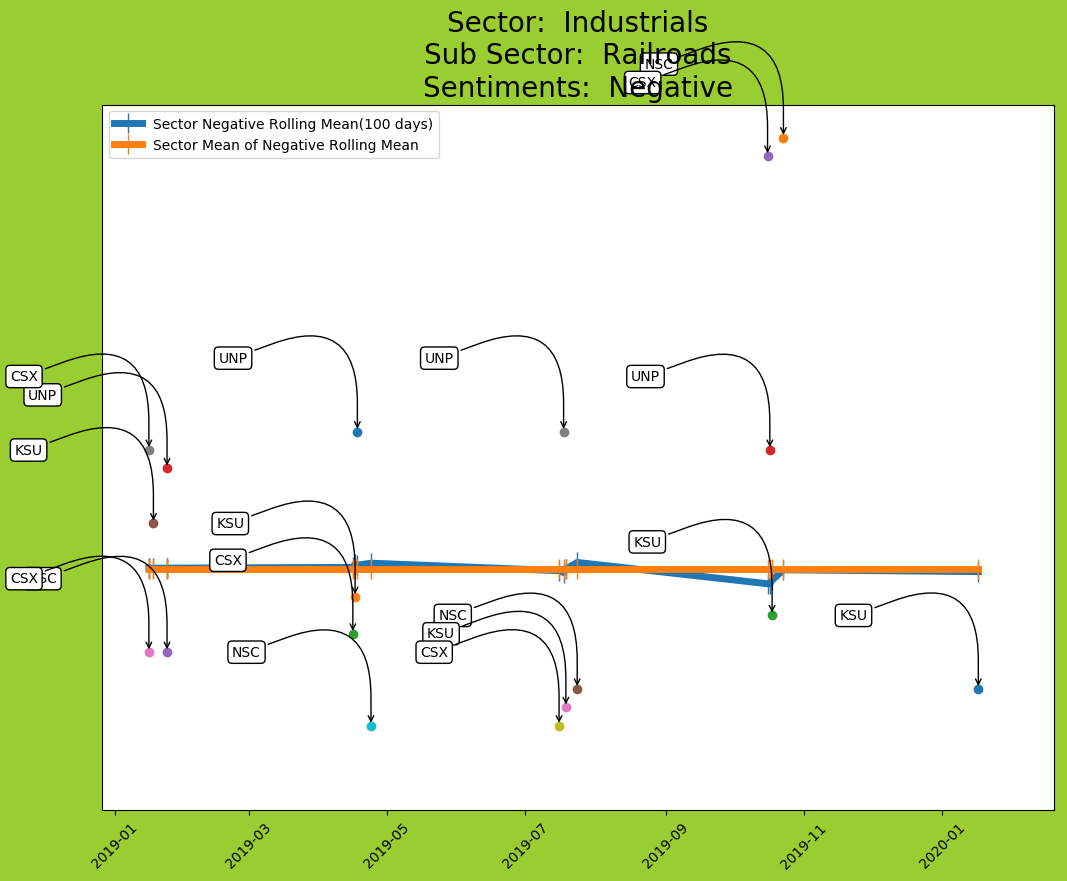 Sector:  Industrials
Sub Sector:  Railroads
Sentiments:  Negative
NSC
CSX
Sector Negative Rolling Mean(100 days)
Sector Mean of Negative Rolling Mean
UNP
UNP
CSX
UNP
UNP
KSU
KSU
KSU
CSX
CSX
SC
NSC
KSU
KSU
NSC
CSX
2019-01
2019-03
2019-05
2019-07
2019-09
2019-11
2020-01